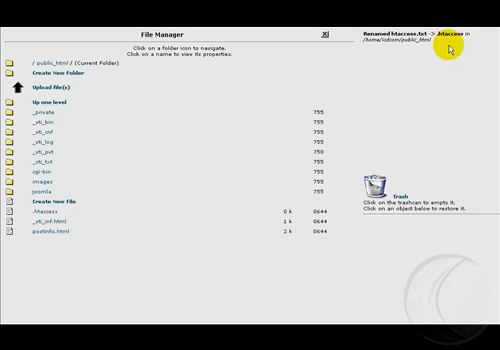 File Manager
Renamed htaccess.txt -> .htaccess in
/home/icdcom/public_html
Click on a folder icon to navigate.
Click on a name to view its properties.
/ public_html / (Current Folder)
Create New Folder
Upload file(s)
Up one level
_private 755
_vti_bin 755
_vti_cnf 755
_vti_log 755
_vti_pvt 750
_vti_txt 755
cgi-bin 755
images 755
joomla 755
Create New File
.htaccess 0 k 0644
_vti_inf.html 1 k 0644
postinfo.html 2 k 0644
Trash
Click on the trashcan to empty it.
Click on an object below to restore it.